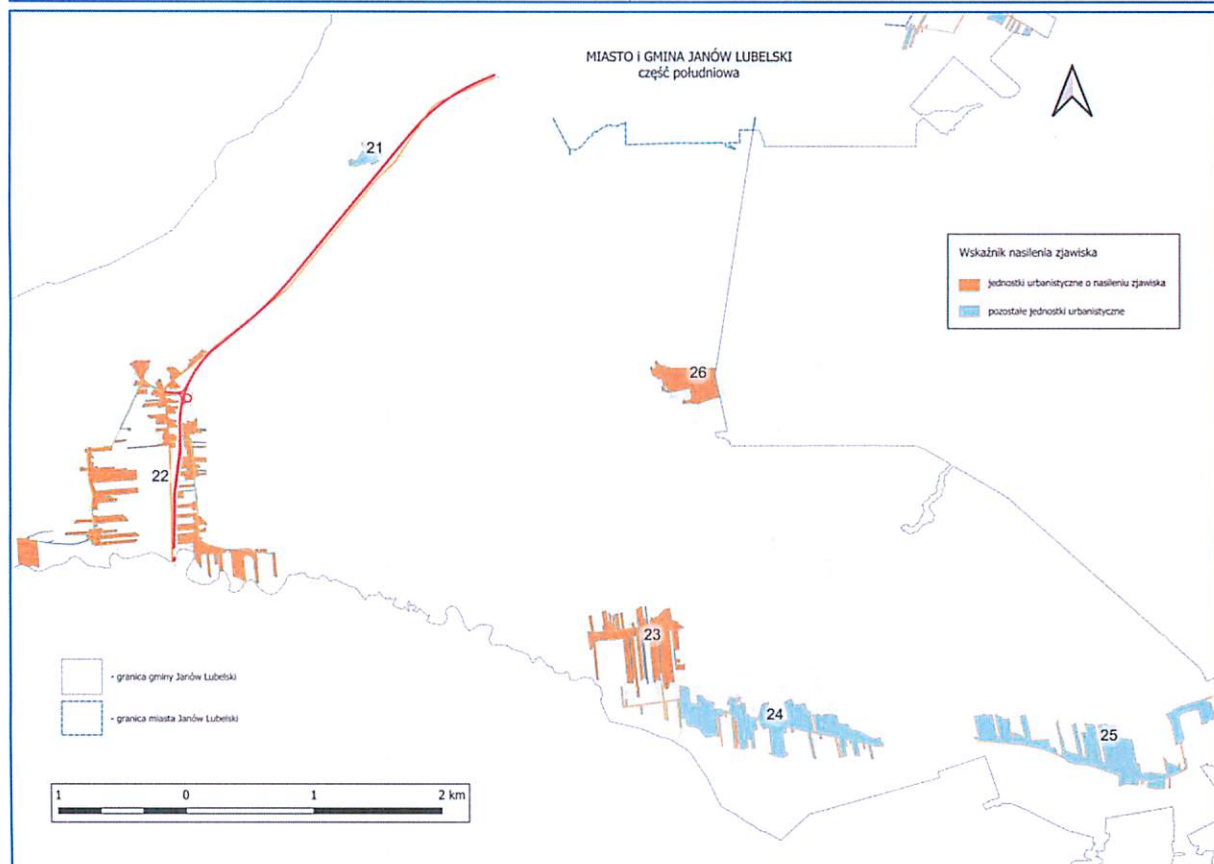 MIASTO i GMINA JANÓW LUBELSKI
część południowa
21
Wskaźnik nasilenia zjawiska
jednostki urbanistyczne o nasileniu zjawiska
pozostałe jednostki urbanistyczne
26
22
23
- granica gminy Janów Lubelski
- granica miasta Janów Lubelski
24
25
1 0 1 2 km